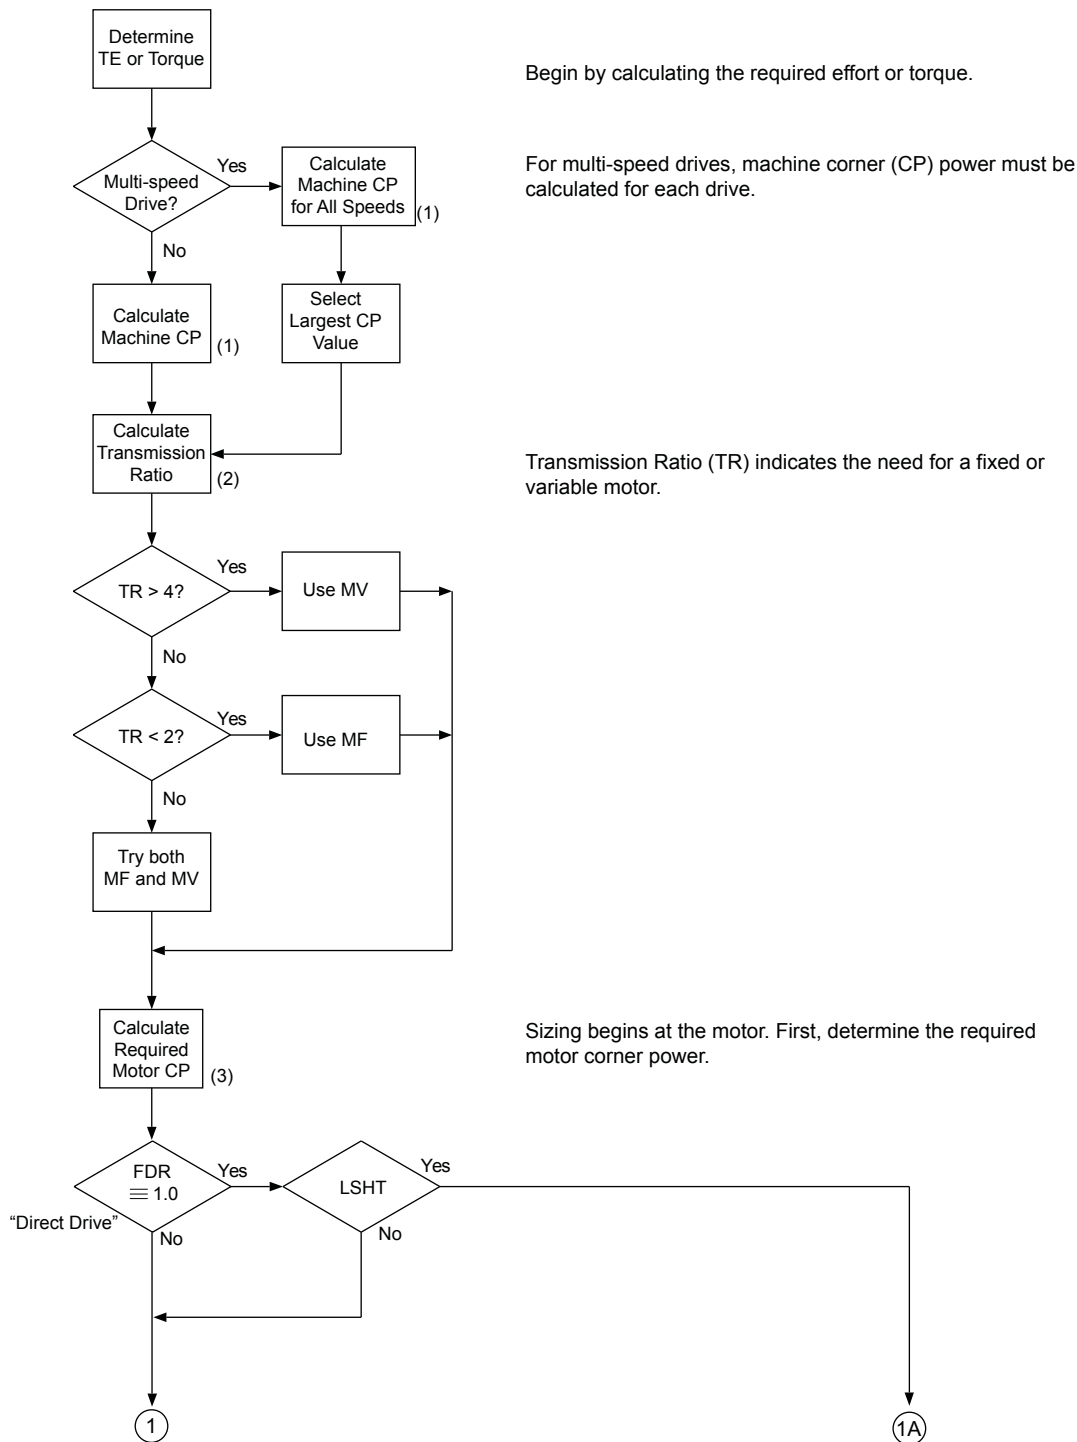 Determine
TE or Torque
Begin by calculating the required effort or torque.
Multi-speed
Drive?
Yes
No
Calculate
Machine CP
for All Speeds
(1)
For multi-speed drives, machine corner (CP) power must be
calculated for each drive.
Calculate
Machine CP
(1)
Select
Largest CP
Value
Calculate
Transmission
Ratio
(2)
Transmission Ratio (TR) indicates the need for a fixed or
variable motor.
TR > 4?
Yes
No
Use MV
TR < 2?
Yes
No
Use MF
Try both
MF and MV
Calculate
Required
Motor CP
(3)
Sizing begins at the motor. First, determine the required
motor corner power.
FDR
≡ 1.0
"Direct Drive"
Yes
No
LSHT
Yes
No
1
1A